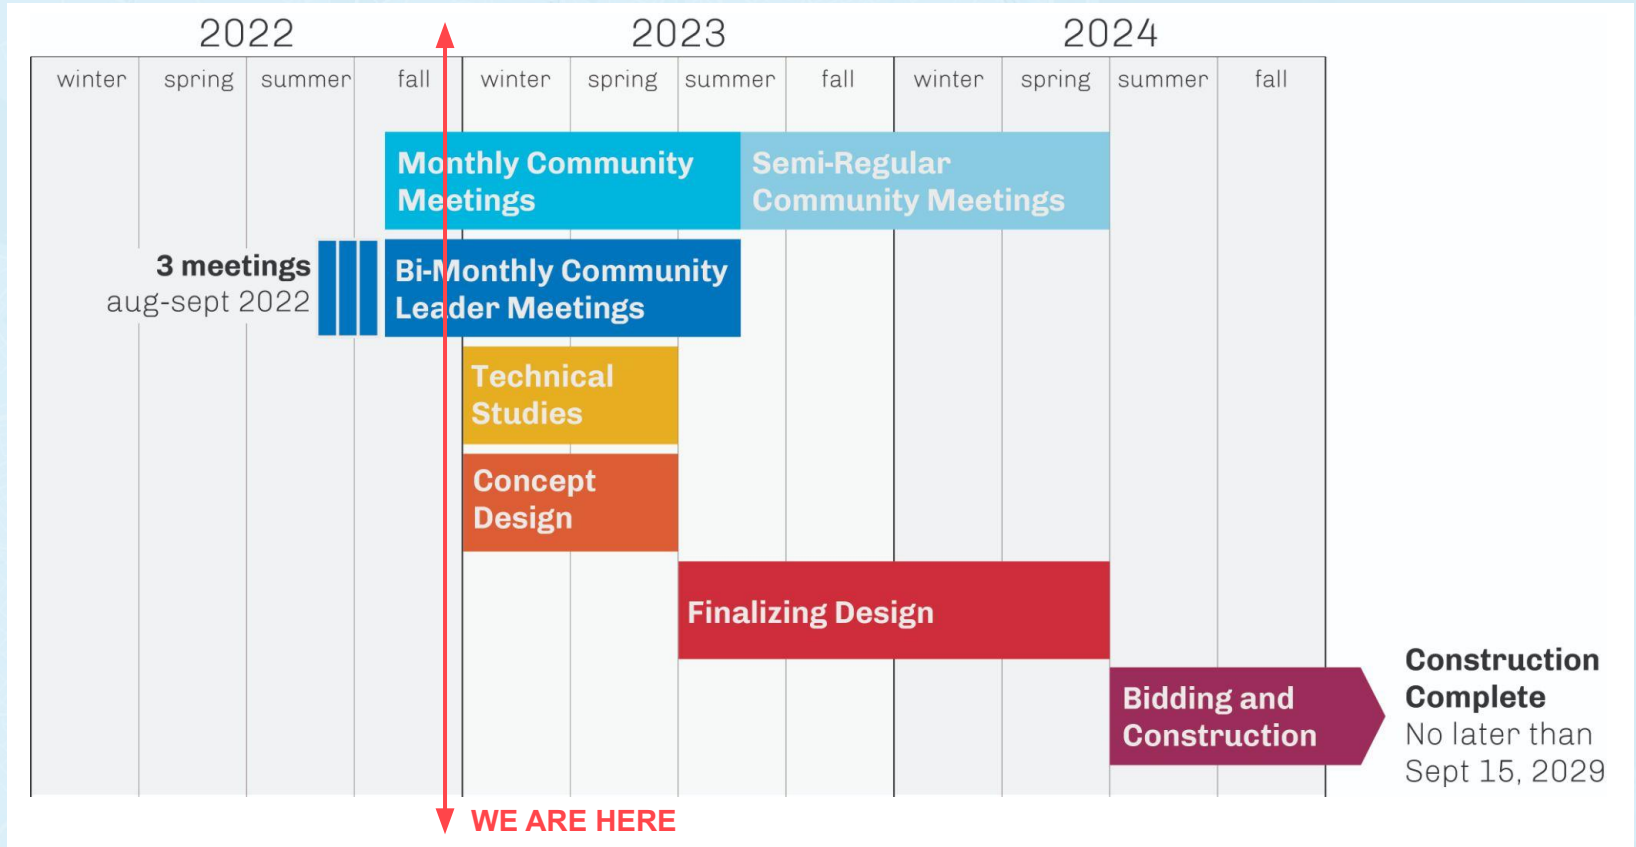 2022
2023
2024
winter
spring
summer
fall
winter
spring
summer
fall
winter
spring
summer
fall
Monthly Community
Meetings
Semi-Regular
Community Meetings
3 meetings
aug-sept 2022
Bi-Monthly Community
Leader Meetings
Technical
Studies
Concept
Design
Finalizing Design
Bidding and
Construction
Construction
Complete
No later than
Sept 15, 2029
WE ARE HERE